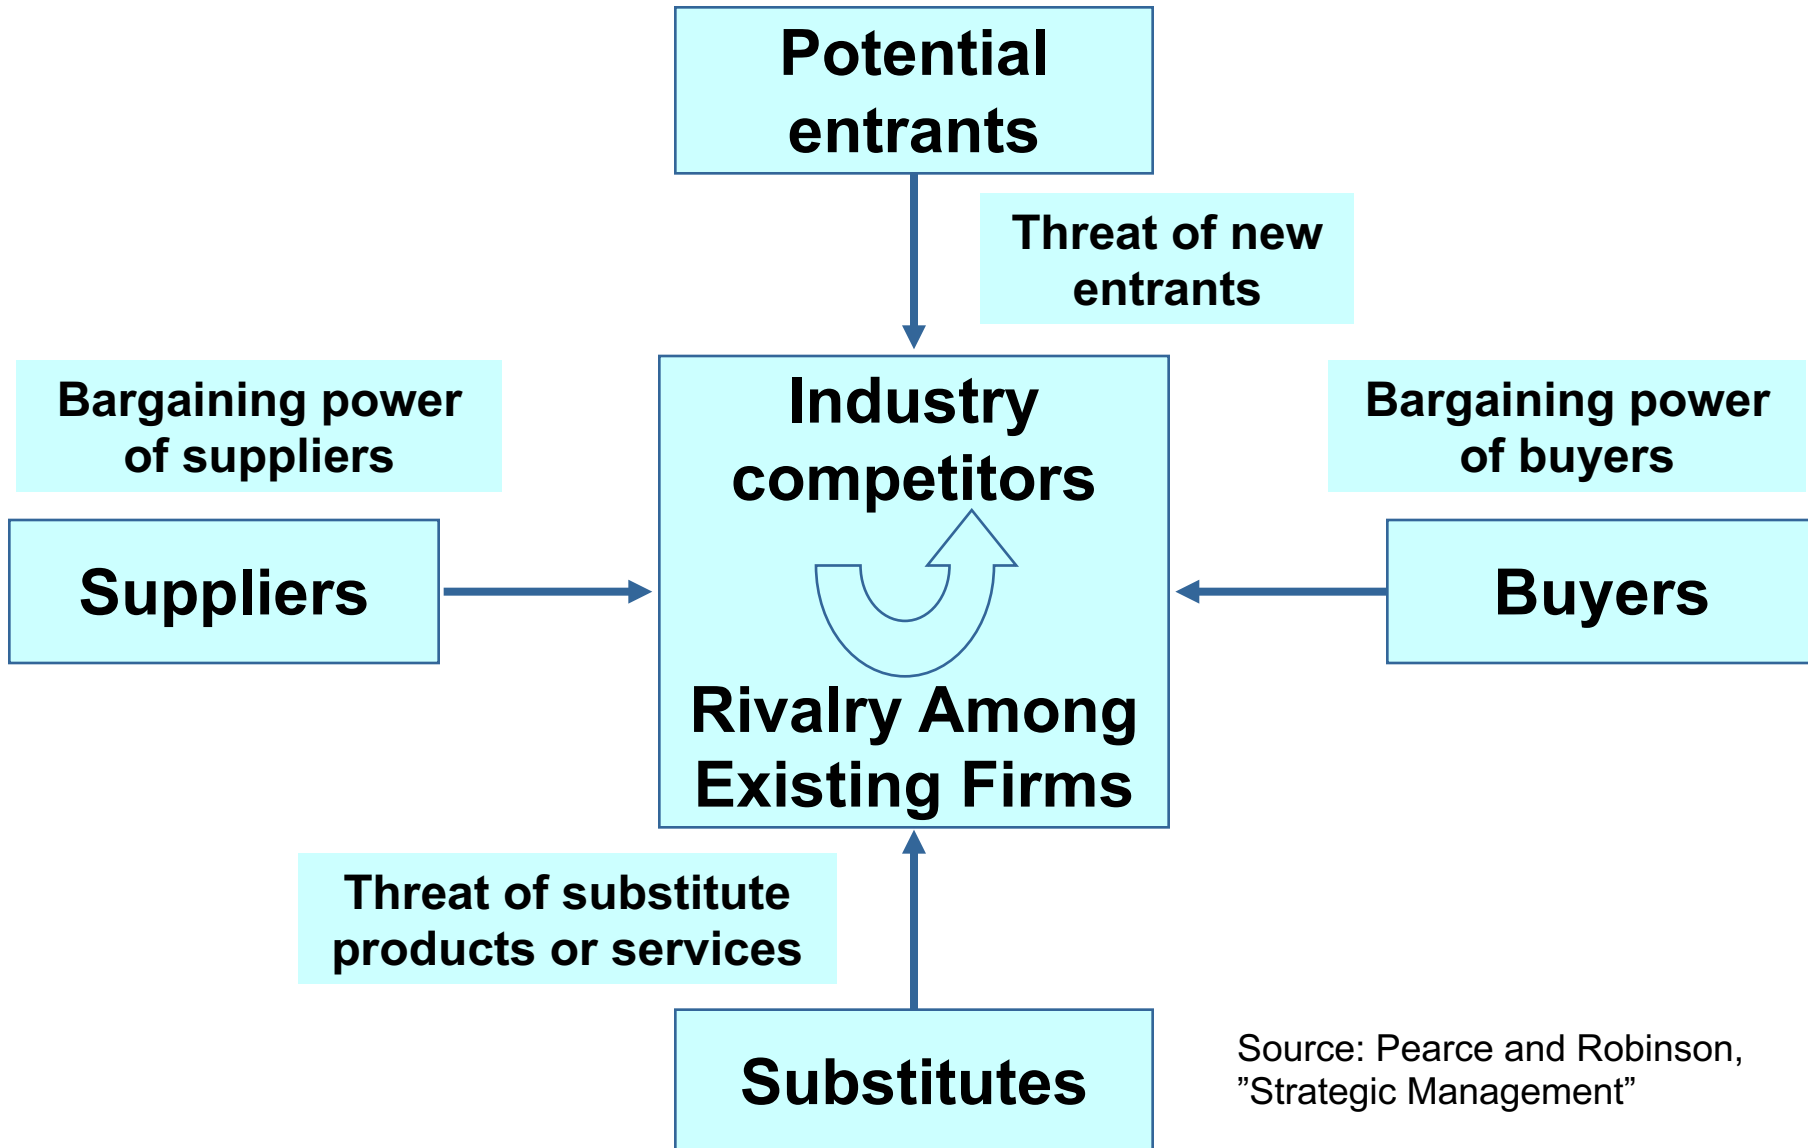 Potential
entrants
Threat of new
entrants
Bargaining power
of suppliers
Industry
competitors
Bargaining power
of buyers
Suppliers
Buyers
Rivalry Among
Existing Firms
Threat of substitute
products or services
Substitutes
Source: Pearce and Robinson,
”Strategic Management”